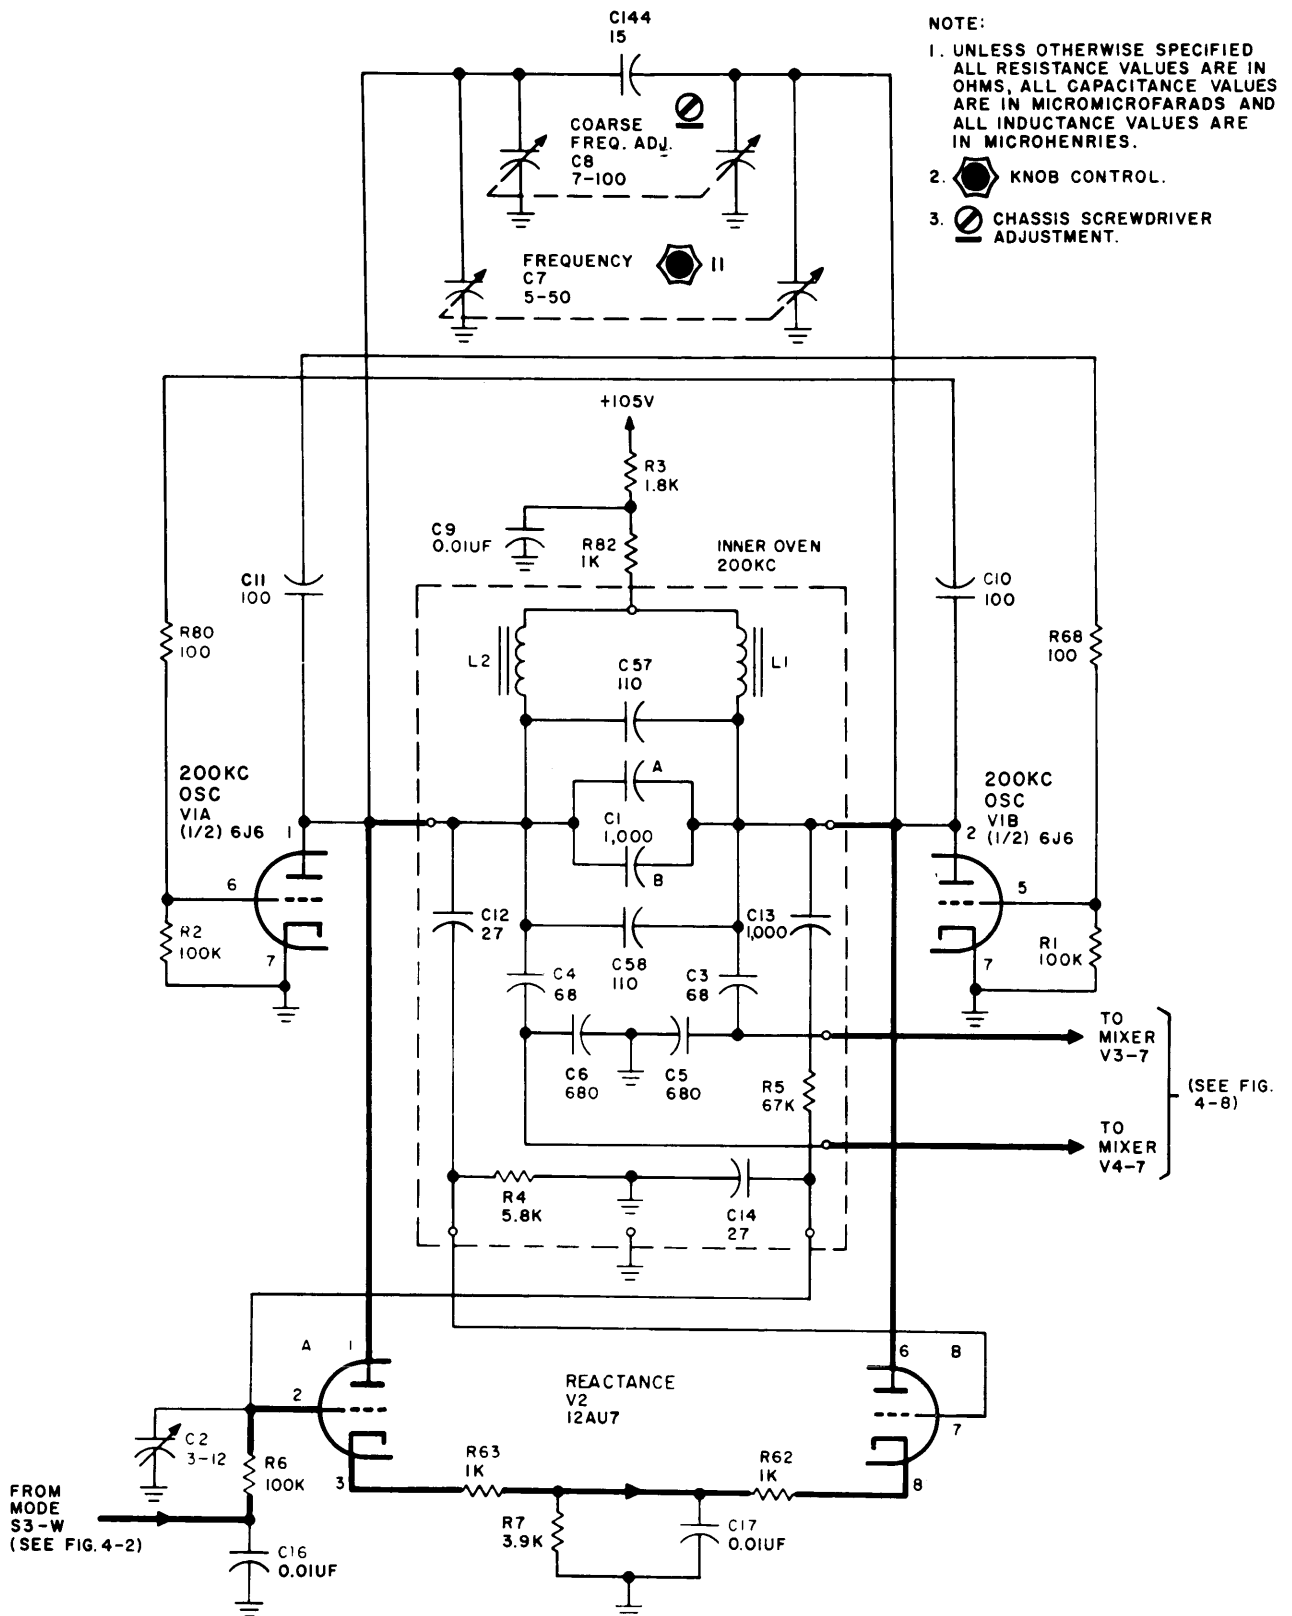 C144
15
NOTE:
1. UNLESS OTHERWISE SPECIFIED
ALL RESISTANCE VALUES ARE IN
OHMS, ALL CAPACITANCE VALUES
ARE IN MICROMICROFARADS AND
ALL INDUCTANCE VALUES ARE
IN MICROHENRIES.
2. KNOB CONTROL.
3. CHASSIS SCREWDRIVER
ADJUSTMENT.
COARSE
FREQ. ADJ.
C8
7-100
FREQUENCY
C7
5-50
11
+105V
R3
1.8K
C9
0.01UF
R82
1K
INNER OVEN
200KC
C11
100
C10
100
R80
100
R68
100
L2
L1
C57
110
A
C1
1,000
B
200KC
OSC
V1A
(1/2) 6J6
1
6
7
200KC
OSC
V1B
(1/2) 6J6
2
5
7
R2
100K
R1
100K
C12
27
C13
1,000
C58
110
C4
68
C3
68
C6
680
C5
680
R5
67K
TO
MIXER
V3-7
(SEE FIG.
4-8)
TO
MIXER
V4-7
R4
5.8K
C14
27
A
1
2
3
REACTANCE
V2
12AU7
6
B
7
8
C2
3-12
R6
100K
R63
1K
R62
1K
FROM
MODE
S3-W
(SEE FIG. 4-2)
C16
0.01UF
R7
3.9K
C17
0.01UF